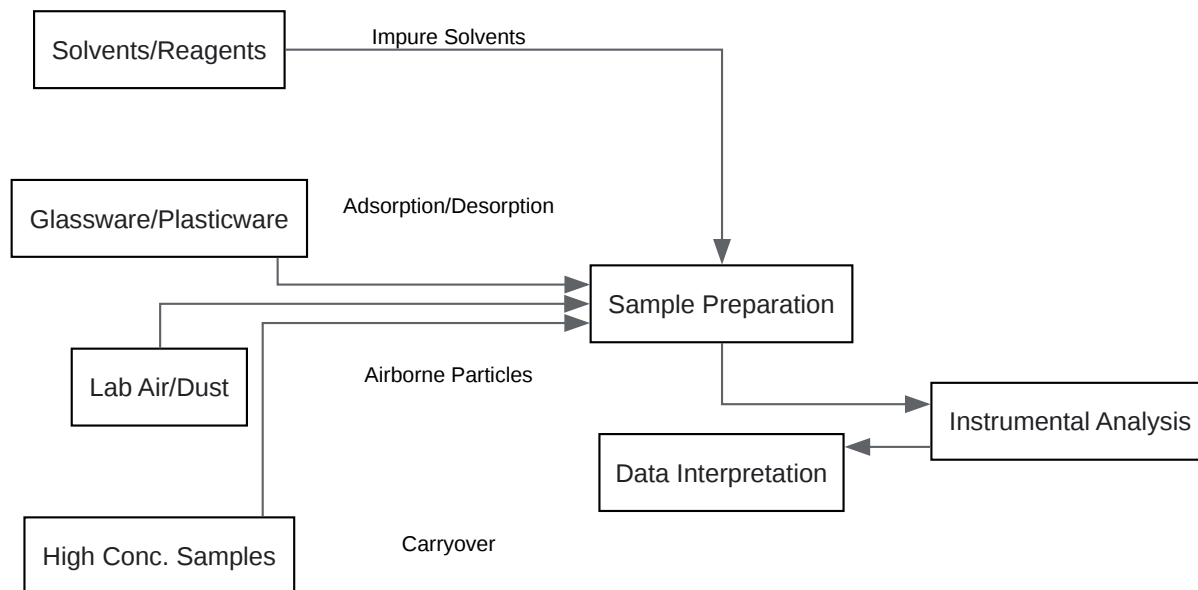 Solvents/Reagents
Impure Solvents
Glassware/Plasticware
Adsorption/Desorption
Sample Preparation
Lab Air/Dust
Airborne Particles
Instrumental Analysis
Data Interpretation
High Conc. Samples
Carryover